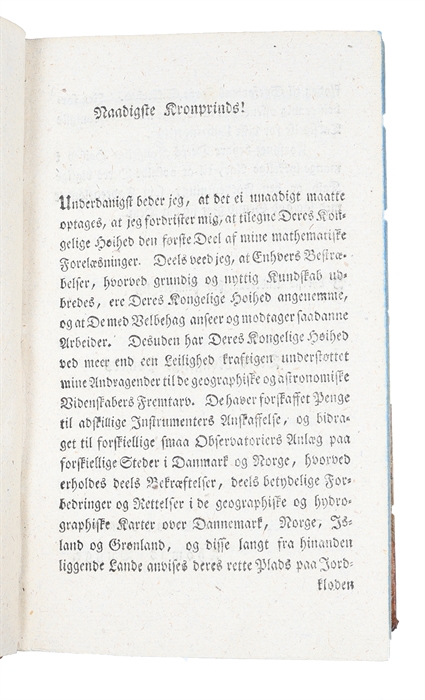 Naadigste Kronprinds!
Underdanigst beder jeg, at det ei unaadigt maatte
optages, at jeg fordrister mig, at tilegne Deres Kon-
gelige Høihed den første Deel af mine mathematiske
Forelæsninger. Deels veed jeg, at Enhvers Bestræ-
belser, hvorved grundig og nyttig Kundskab ud-
bredes, ere Deres Kongelige Høihed angenemme,
og at De med Velbehag anseer og modtager saadanne
Arbeider. Desuden har Deres Kongelige Høihed
ved meer end een Leilighed kraftigen understøttet
mine Andragender til de geographiske og astronomiske
Videnskabers Fremtarv. De haver forskaffet Penge
til adskillige Instrumenters Anskaffelse, og bidra-
get til forskiellige smaa Observatoriers Anlæg paa
forskiellige Steder i Danmark og Norge, hvorved
erholdes deels Bekræftelser, deels betydelige For-
bedringer og Rettelser i de geographiske og hydro-
graphiske Karter over Dannemark, Norge, Is-
land og Grønland, og disse langt fra hinanden
liggende Lande anvises deres rette Plads paa Jord-
kloden